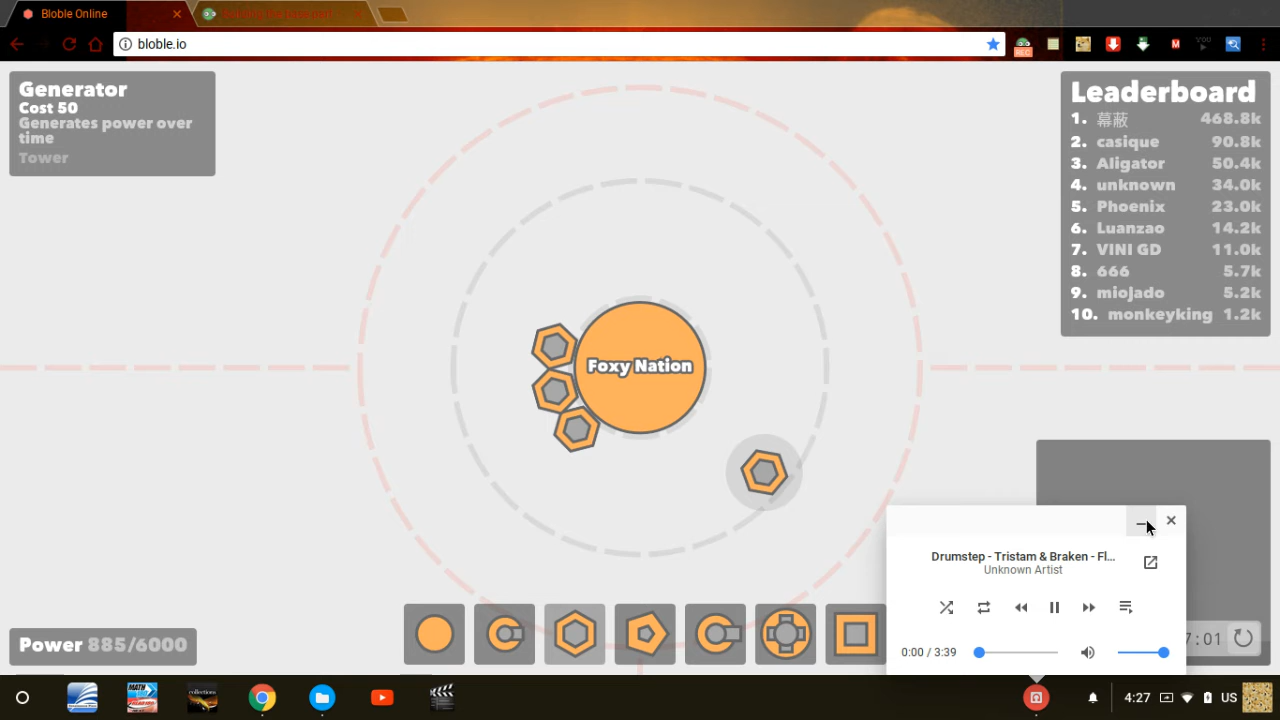 Bloble Online
bloble.io
REC
Generator
Cost 50
Generates power over
time
Tower
Leaderboard
1. 幕蔽 468.8k
2. casique 90.8k
3. Aligator 50.4k
4. unknown 34.0k
5. Phoenix 23.0k
6. Luanzao 14.2k
7. VINI GD 11.0k
8. 666 5.7k
9. miojado 5.2k
10. monkeyking 1.2k
Foxy Nation
Drumstep - Tristam & Braken - Fl...
Unknown Artist
0:00 / 3:39
7:01
Power 885/6000
4:27
US